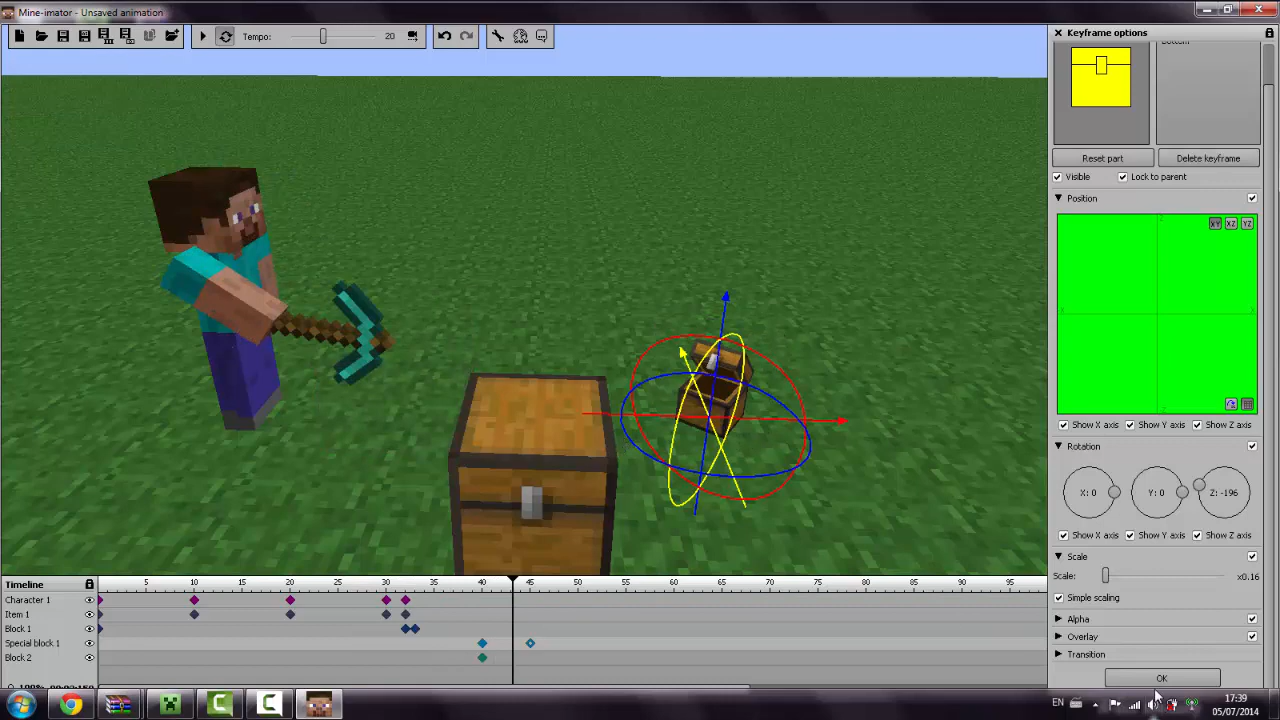 Mine-imator - Unsaved animation
Tempo: 20
Keyframe options
Reset part Delete keyframe
Visible Lock to parent
Position
XY XZ YZ
Show X axis Show Y axis Show Z axis
Rotation
X: 0 Y: 0 Z: -196
Show X axis Show Y axis Show Z axis
Scale
Scale: x0.16
Simple scaling
Alpha
Overlay
Transition
OK
Timeline 5 10 15 20 25 30 35 40 45 50 55 60 65 70 75 80 85 90 95
Character 1
Item 1
Block 1
Special block 1
Block 2
EN 17:39
05/07/2014